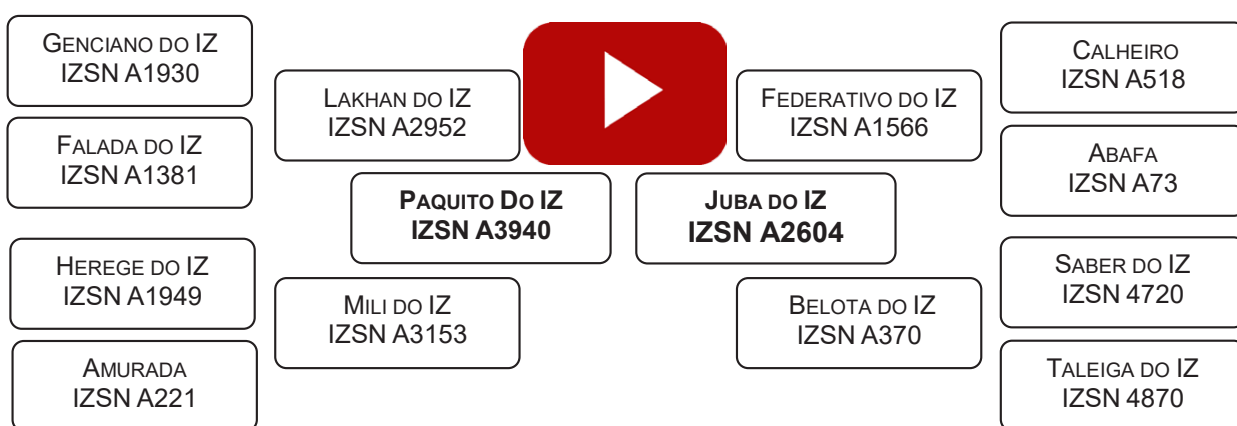 GENCIANO DO IZ
IZSN A1930
FALADA DO IZ
IZSN A1381
HEREGE DO IZ
IZSN A1949
AMURADA
IZSN A221
LAKHAN DO IZ
IZSN A2952
MILI DO IZ
IZSN A3153
PAQUITO DO IZ
IZSN A3940
JUBA DO IZ
IZSN A2604
FEDERATIVO DO IZ
IZSN A1566
BELOTA DO IZ
IZSN A370
CALHEIRO
IZSN A518
ABAFA
IZSN A73
SABER DO IZ
IZSN 4720
TALEIGA DO IZ
IZSN 4870